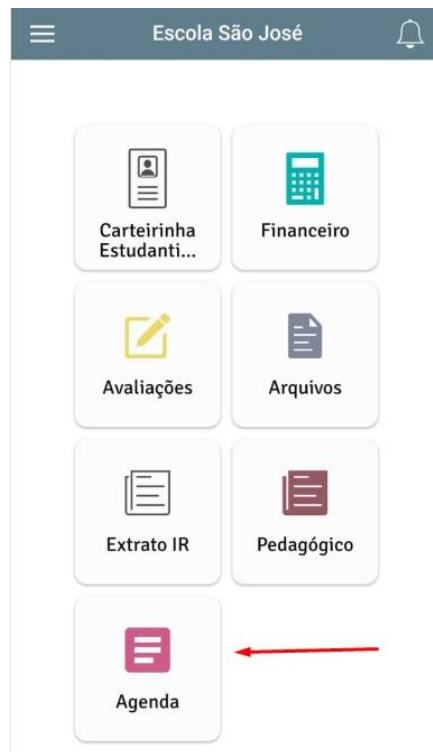 Escola São José
Carteirinha
Estudanti...
Financeiro
Avaliações
Arquivos
Extrato IR
Pedagógico
Agenda